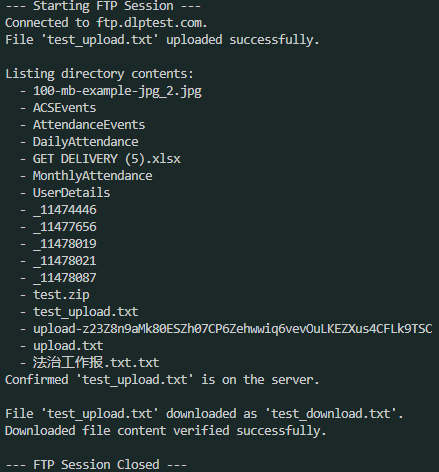 --- Starting FTP Session ---
Connected to ftp.dlptest.com.
File 'test_upload.txt' uploaded successfully.

Listing directory contents:
- 100-mb-example-jpg_2.jpg
- ACSEvents
- AttendanceEvents
- DailyAttendance
- GET DELIVERY (5).xlsx
- MonthlyAttendance
- UserDetails
- _11474446
- _11477656
- _11478019
- _11478021
- _11478087
- test.zip
- test_upload.txt
- upload-z23Z8n9aMk80ESZh07CP6Zehwwiq6vevOuLKEZXus4CFLk9TSC
- upload.txt
- 法治工作报.txt.txt
Confirmed 'test_upload.txt' is on the server.

File 'test_upload.txt' downloaded as 'test_download.txt'.
Downloaded file content verified successfully.

--- FTP Session Closed ---